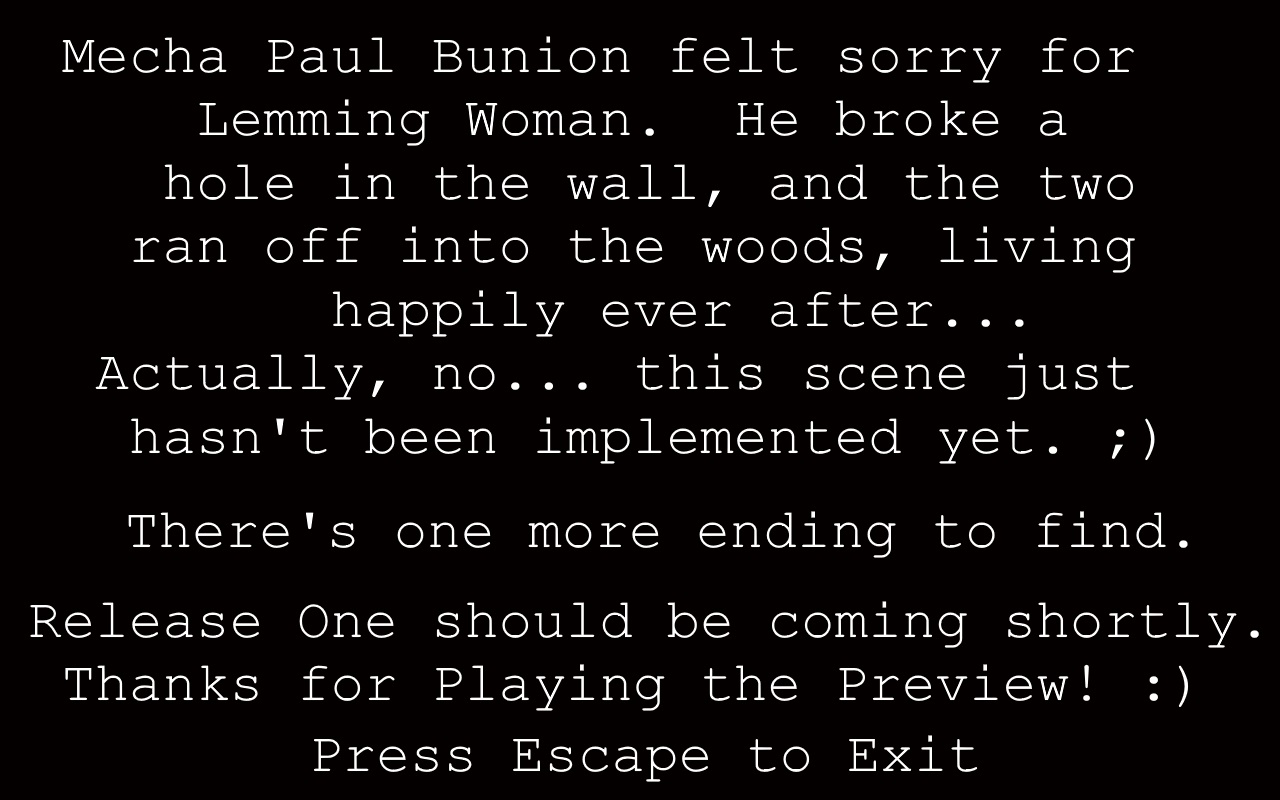 Mecha Paul Bunion felt sorry for
Lemming Woman.  He broke a
hole in the wall, and the two
ran off into the woods, living
happily ever after...
Actually, no... this scene just
hasn't been implemented yet. ;)
There's one more ending to find.
Release One should be coming shortly.
Thanks for Playing the Preview! :)
Press Escape to Exit